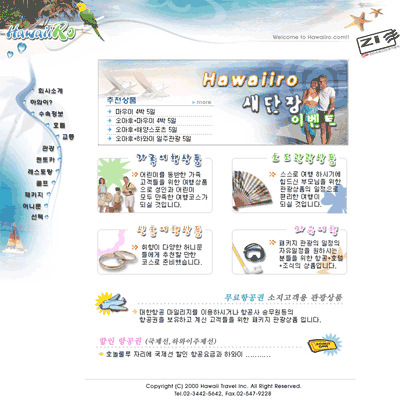 HawaiiRo
Welcome to Hawaiiro.com!!
회사소개
하와이?
수속정보
호텔
교통
관광
렌트카
레스토랑
골프
패키지
허니문
선택
Hawaiiro
새단장
이벤트
추천상품
more
마우이 4박 5일
오아후+마우이 4박 5일
오아후+해양스포츠 5일
오아후+하와이 일주관광 5일
가족여행상품
어린이를 동반한 가족
고객들을 위한 여행상품
으로 성인과 어린이
모두 만족한 여행코스가
되실 것입니다.
효도관광상품
스스로 여행 하시기에
힘드신 부모님을 위한
관광상품의 일정으로
편리한 여행이
되실 것입니다.
신혼여행상품
취향이 다양한 허니문
들에게 추천할 만한
코스로 준비했습니다.
자유여행
패키지 관광의 일정의
자유일정을 원하시는
분들을 위한 항공+호텔
+조식의 상품입니다.
무료항공권 소지고객용 관광상품
대한항공 마일리지를 이용하시거나 항공사 승무원등의
항공권을 보유하고 계신 고객들을 위한 패키지 관광상품 입니다.
할인 항공권 (국제선,하와이주제선)
호놀룰루 자리에 국제선 할인 항공요금과 하와이 ...........
Copyright (C) 2000 Hawaii Travel Inc. All Right Reserved.
Tel.02-3442-5642, Fax.02-547-9228